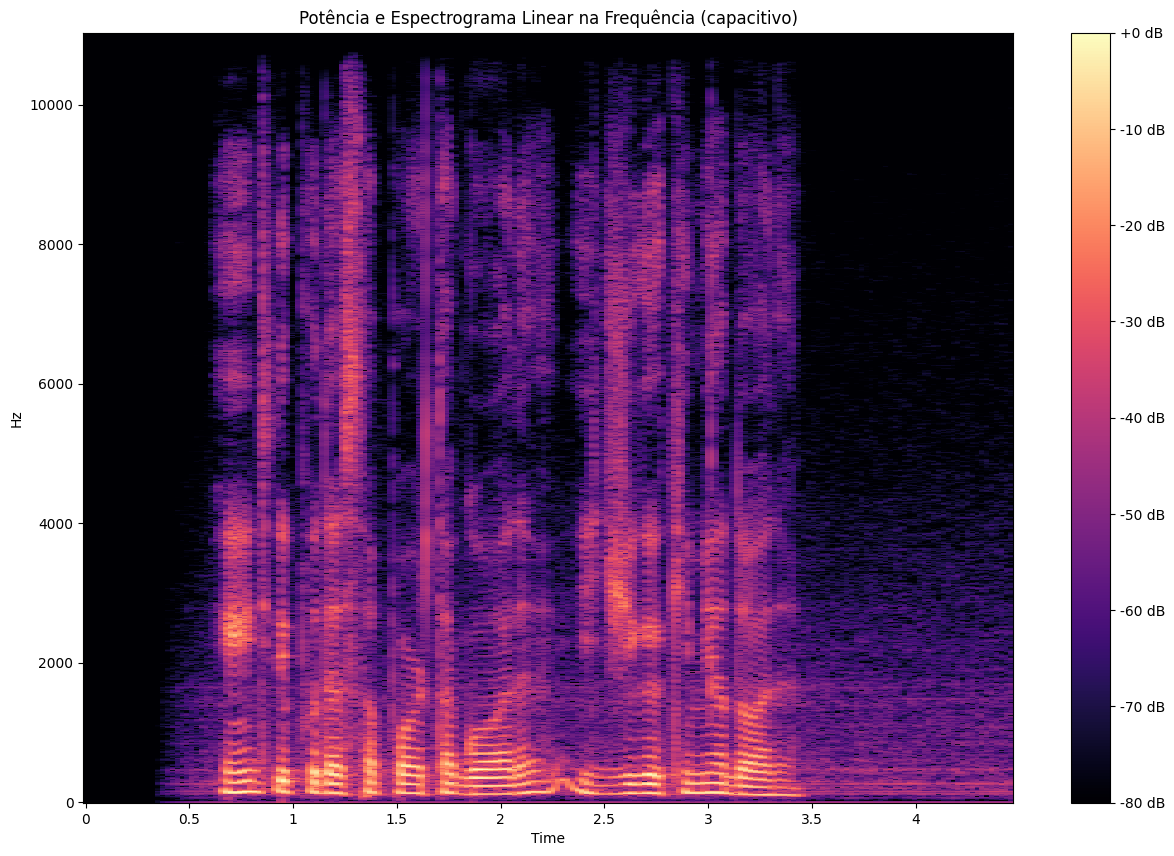 Potência e Espectrograma Linear na Frequência (capacitivo)
Hz
10000
8000
6000
4000
2000
0
0 0.5 1 1.5 2 2.5 3 3.5 4
Time
+0 dB
-10 dB
-20 dB
-30 dB
-40 dB
-50 dB
-60 dB
-70 dB
-80 dB